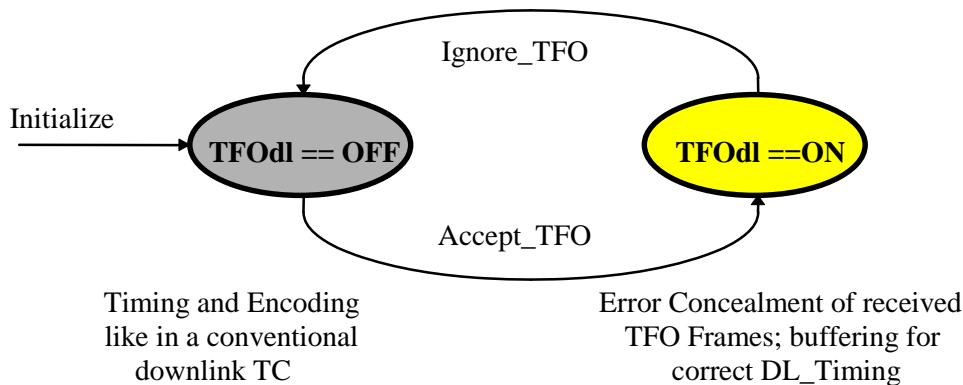 Ignore_TFO
Initialize
TFOdl == OFF
TFOdl ==ON
Accept_TFO
Timing and Encoding
like in a conventional
downlink TC
Error Concealment of received
TFO Frames; buffering for
correct DL_Timing